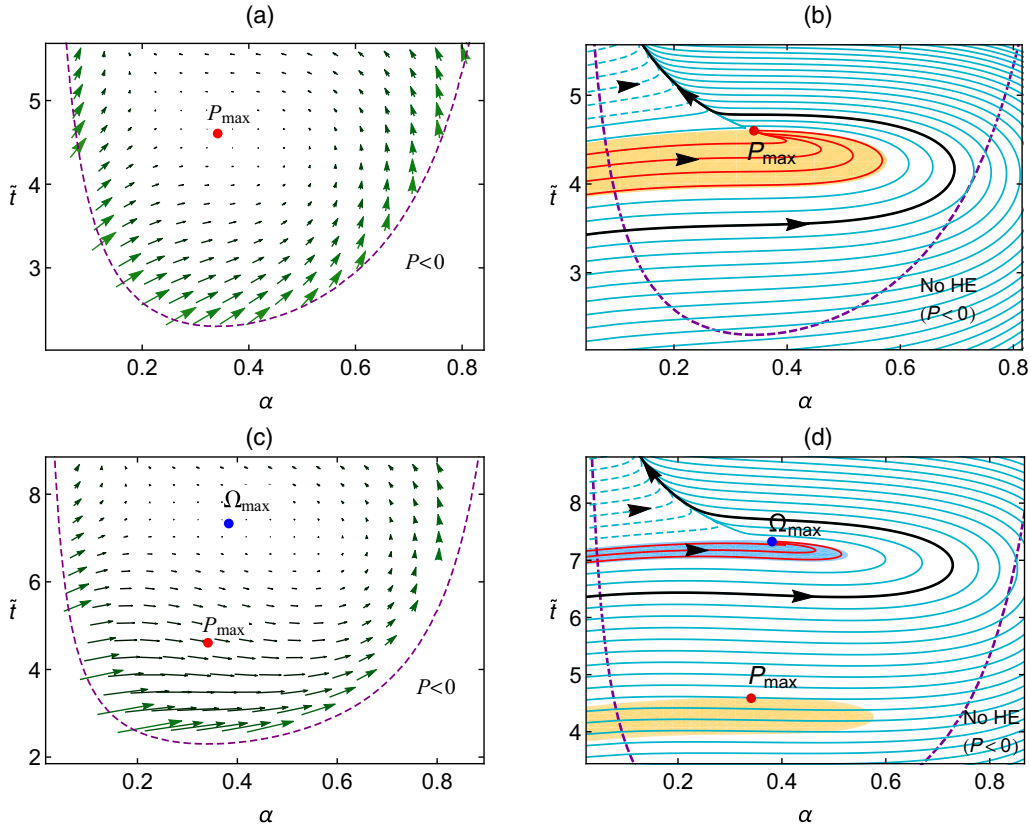 (a)
5
4
3
t̃
P_max
P<0
0.2 0.4 0.6 0.8
α
(b)
5
4
3
t̃
P_max
No HE
(P<0)
0.2 0.4 0.6 0.8
α
(c)
8
6
4
2
t̃
Ω_max
P_max
P<0
0.2 0.4 0.6 0.8
α
(d)
8
7
6
5
4
t̃
Ω_max
P_max
No HE
(P<0)
0.2 0.4 0.6 0.8
α